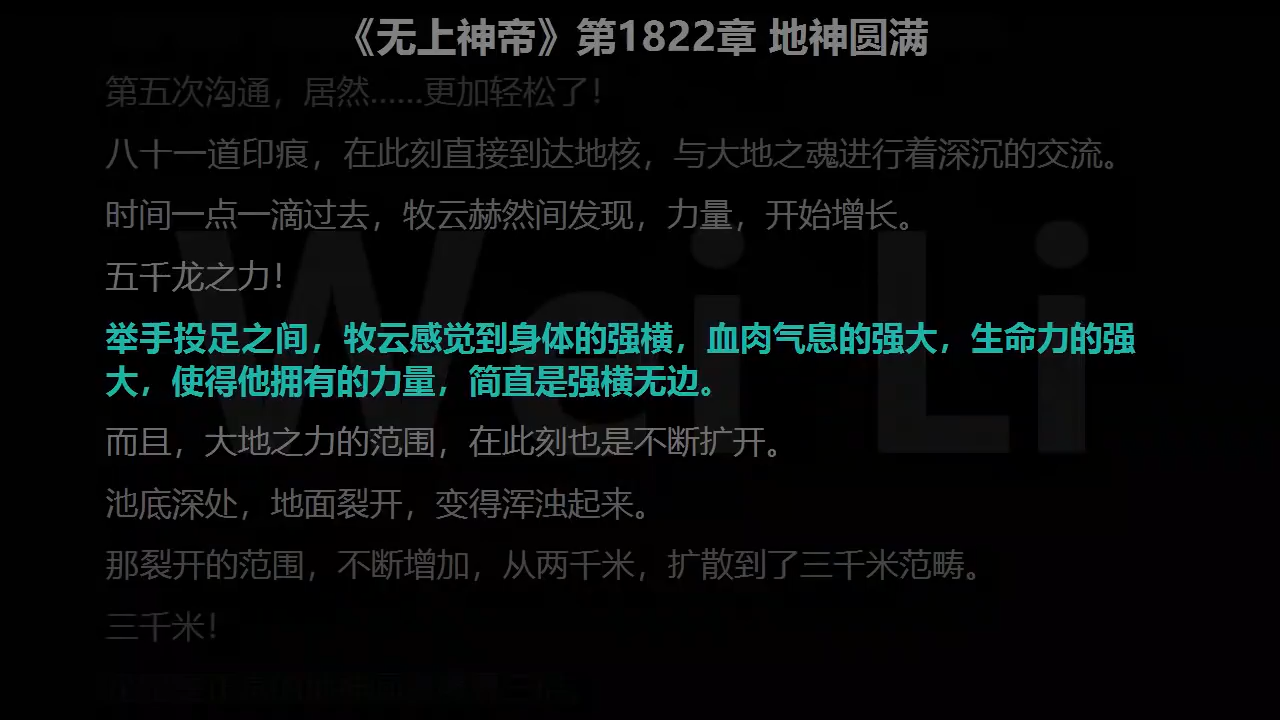 《无上神帝》第1822章 地神圆满
第五次沟通，居然……更加轻松了！
八十一道印痕，在此刻直接到达地核，与大地之魂进行着深沉的交流。
时间一点一滴过去，牧云赫然间发现，力量，开始增长。
五千龙之力！
举手投足之间，牧云感觉到身体的强横，血肉气息的强大，生命力的强
大，使得他拥有的力量，简直是强横无边。
而且，大地之力的范围，在此刻也是不断扩开。
池底深处，地面裂开，变得浑浊起来。
那裂开的范围，不断增加，从两千米，扩散到了三千米范畴。
三千米！
Wei Li